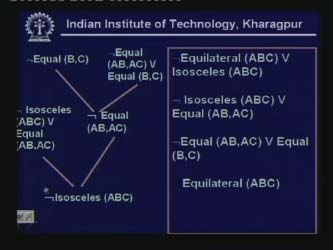 Indian Institute of Technology, Kharagpur
¬Equal (B,C)
¬Equal
(AB,AC) V
Equal (B,C)
¬ Isosceles
(ABC) V
Equal
(AB,AC)
¬ Equal
(AB,AC)
¬Isosceles (ABC)
¬Equilateral (ABC) V
Isosceles (ABC)
¬ Isosceles (ABC) V
Equal (AB,AC)
¬Equal (AB,AC) V Equal
(B,C)
Equilateral (ABC)